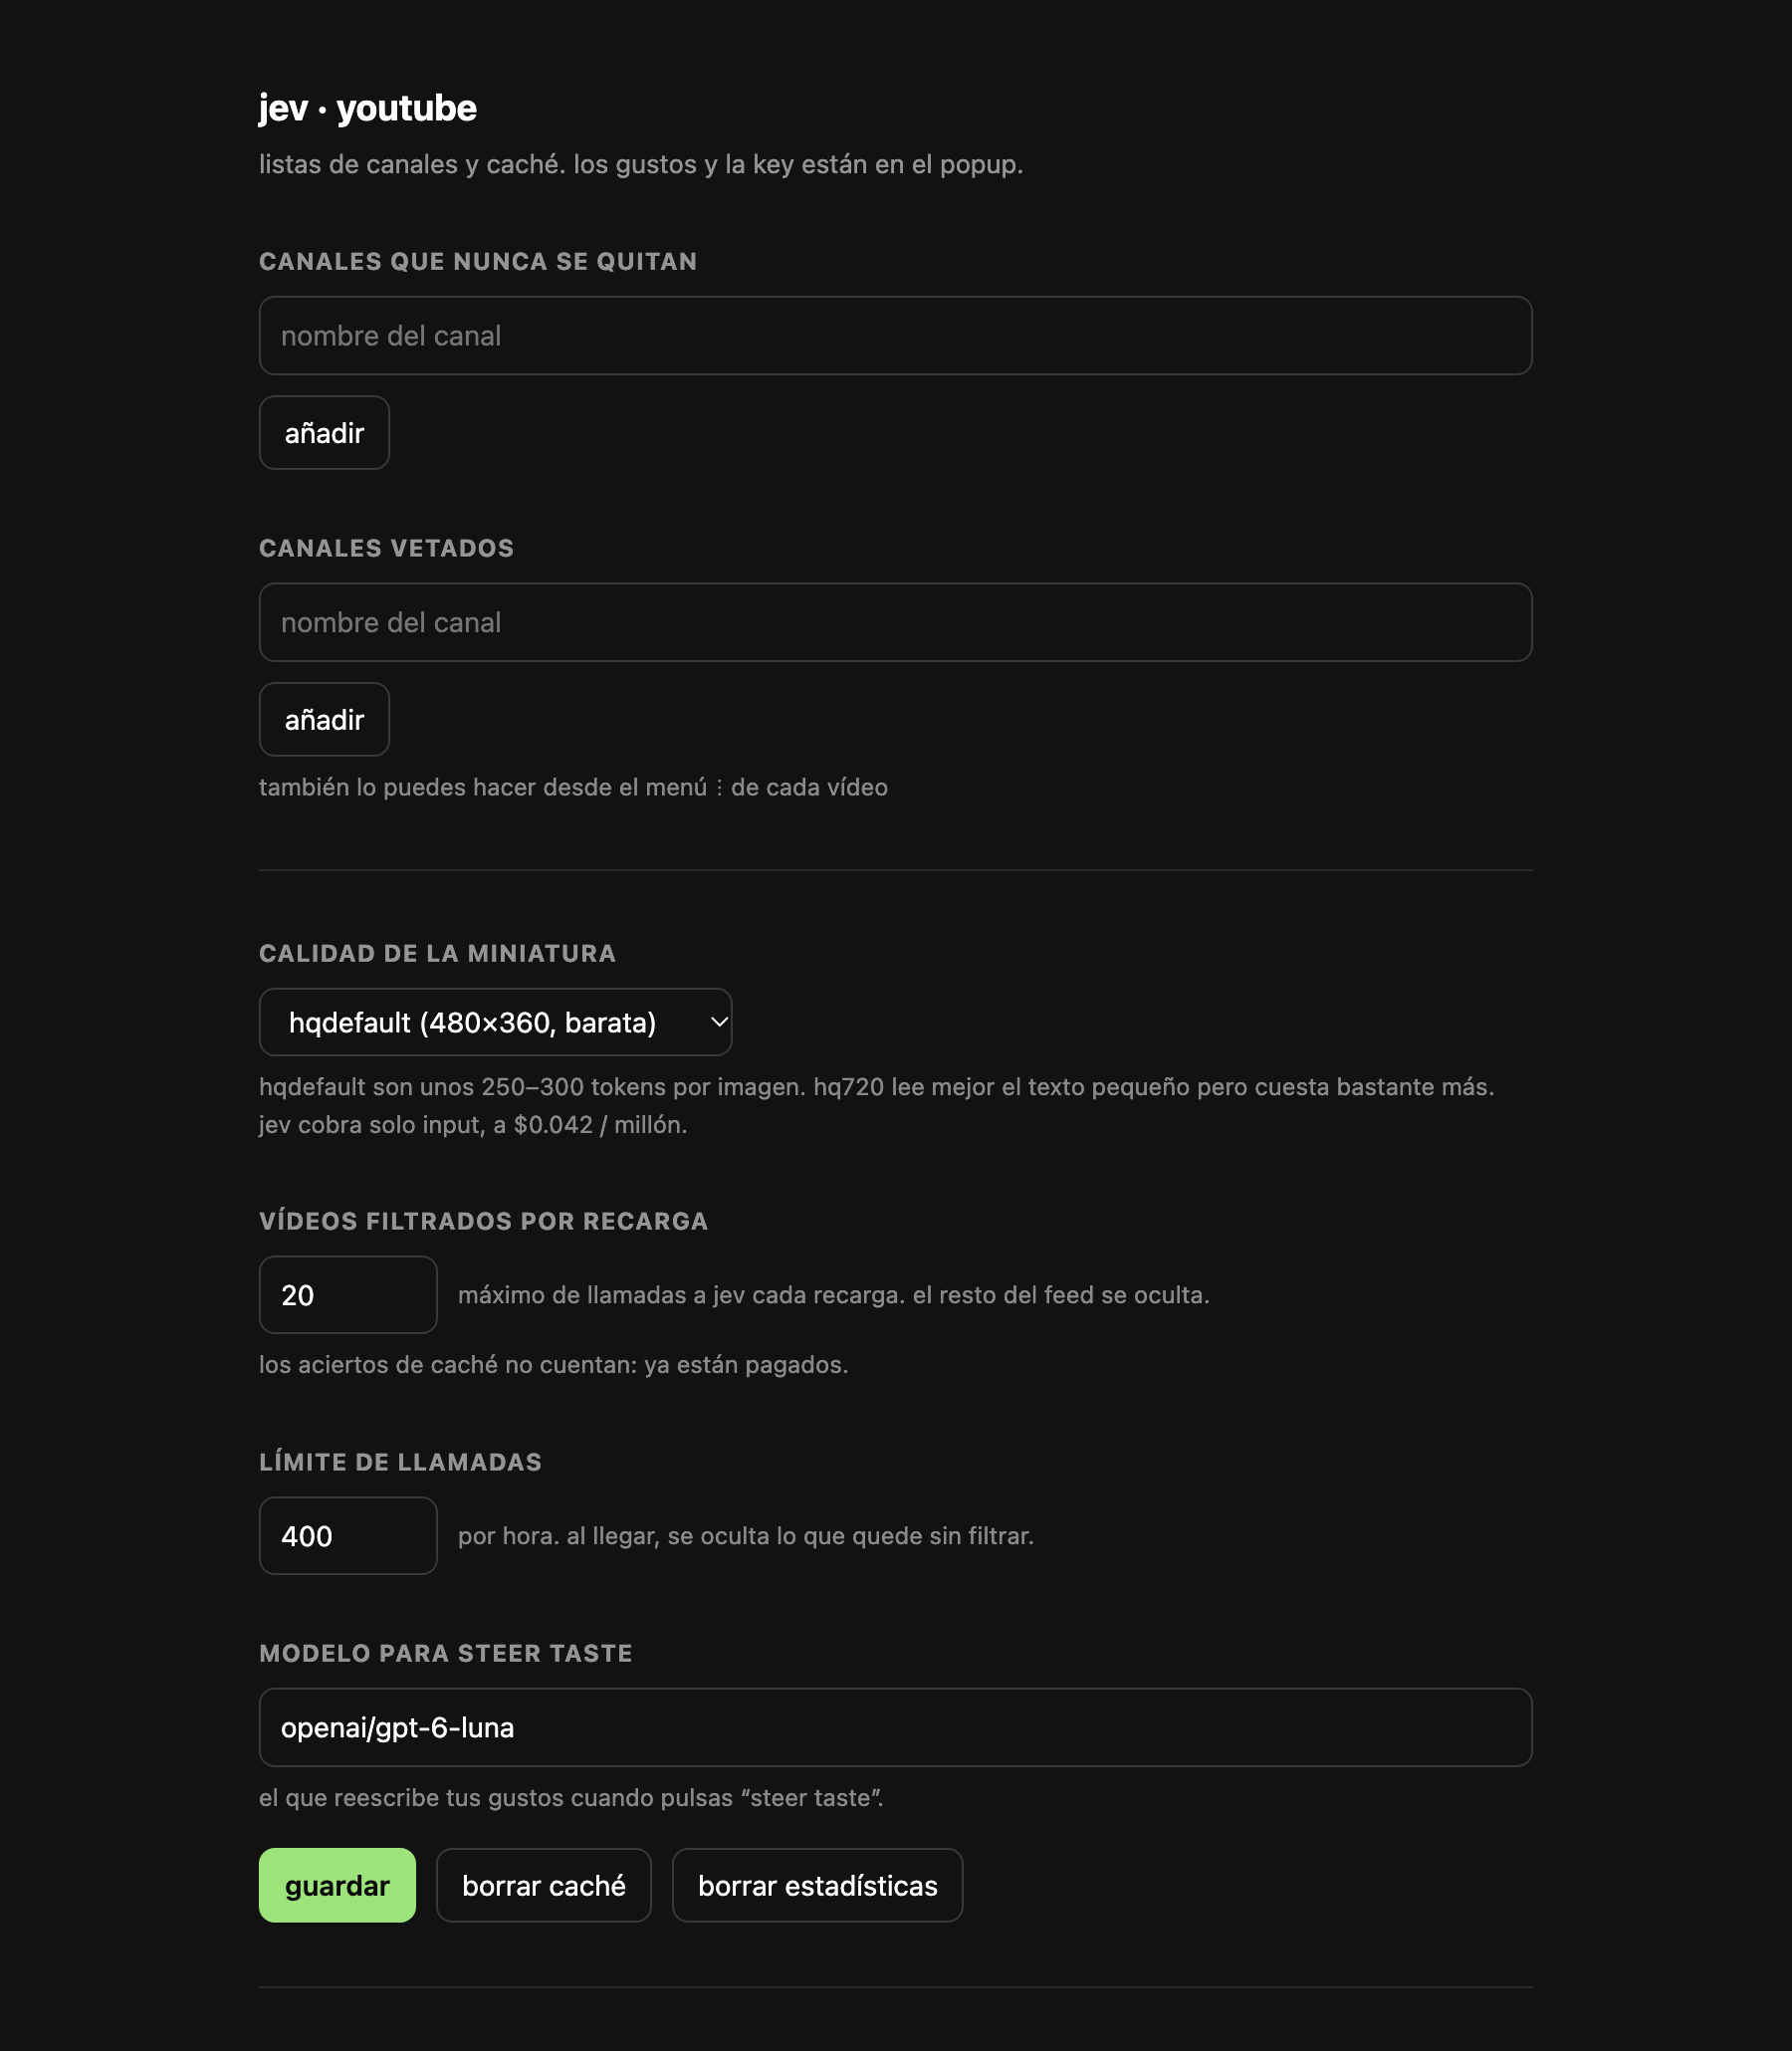 jev · youtube
listas de canales y caché. los gustos y la key están en el popup.
CANALES QUE NUNCA SE QUITAN
nombre del canal
añadir
CANALES VETADOS
nombre del canal
añadir
también lo puedes hacer desde el menú ⋮ de cada vídeo
CALIDAD DE LA MINIATURA
hqdefault (480×360, barata)
hqdefault son unos 250–300 tokens por imagen. hq720 lee mejor el texto pequeño pero cuesta bastante más.
jev cobra solo input, a $0.042 / millón.
VÍDEOS FILTRADOS POR RECARGA
20 máximo de llamadas a jev cada recarga. el resto del feed se oculta.
los aciertos de caché no cuentan: ya están pagados.
LÍMITE DE LLAMADAS
400 por hora. al llegar, se oculta lo que quede sin filtrar.
MODELO PARA STEER TASTE
openai/gpt-6-luna
el que reescribe tus gustos cuando pulsas “steer taste”.
guardar borrar caché borrar estadísticas